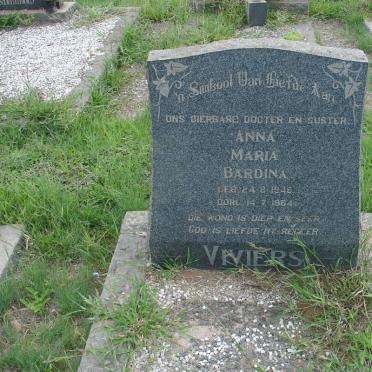 'n Simbool Van Liefde Aan
ONS DIERBARE DOGTER EN SUSTER
ANNA
MARIA
BARDINA
GEB. 24·8·1946
OORL. 14·7·1964
DIE WOND IS DIEP EN SEER
GOD IS LIEFDE HY REGEER
VIVIERS